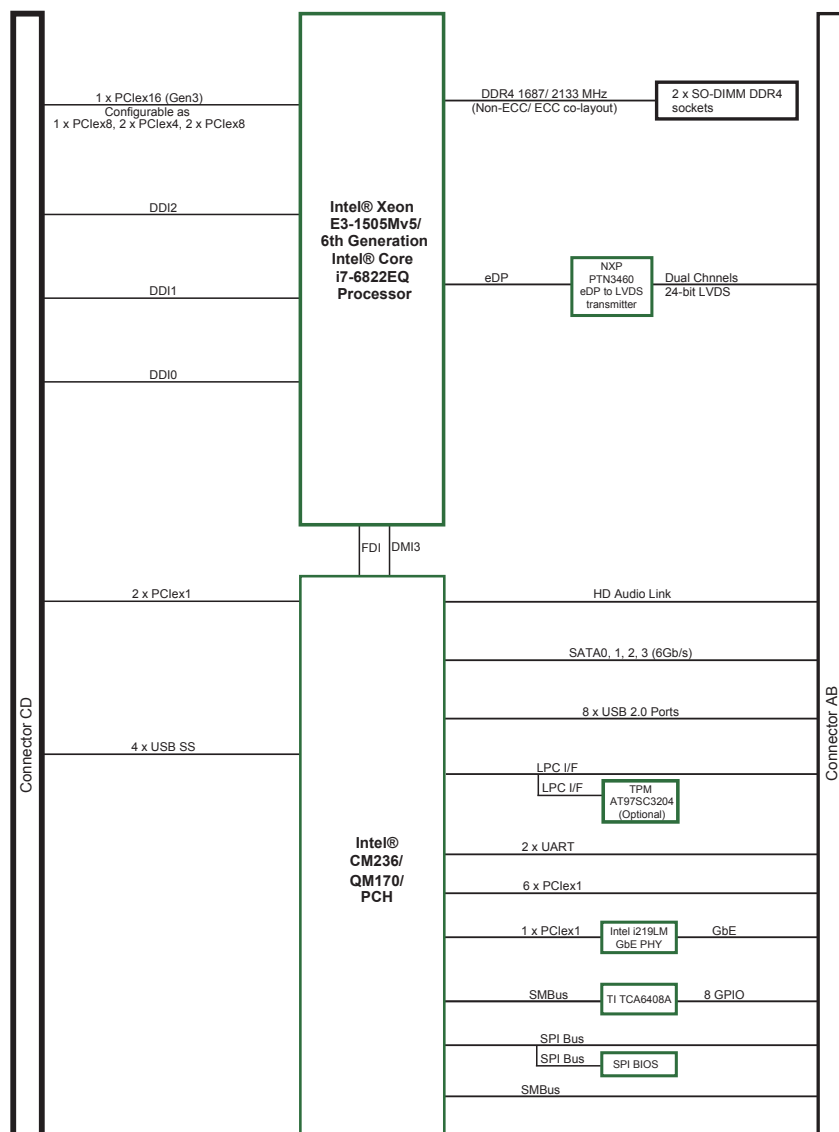 1 x PCIex16 (Gen3)
Configurable as
1 x PCIex8, 2 x PCIex4, 2 x PCIex8
DDI2
DDI1
DDI0
Intel® Xeon
E3-1505Mv5/
6th Generation
Intel® Core
i7-6822EQ
Processor
DDR4 1687/ 2133 MHz
(Non-ECC/ ECC co-layout)
2 x SO-DIMM DDR4
sockets
eDP
NXP
PTN3460
eDP to LVDS
transmitter
Dual Chnnels
24-bit LVDS
FDI
DMI3
Connector CD
2 x PCIex1
4 x USB SS
Intel®
CM236/
QM170/
PCH
HD Audio Link
SATA0, 1, 2, 3 (6Gb/s)
8 x USB 2.0 Ports
LPC I/F
LPC I/F
TPM
AT97SC3204
(Optional)
2 x UART
6 x PCIex1
1 x PCIex1
Intel i219LM
GbE PHY
GbE
SMBus
TI TCA6408A
8 GPIO
SPI Bus
SPI Bus
SPI BIOS
SMBus
Connector AB